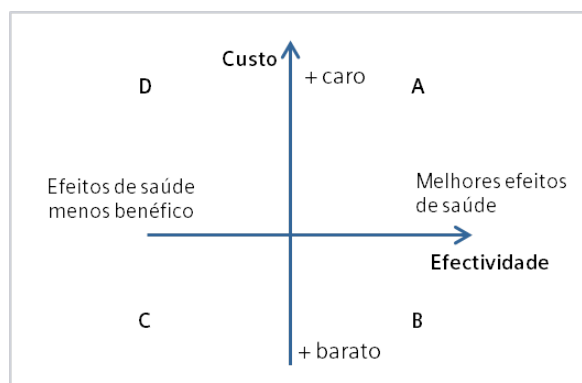 Custo
D
+ caro
A
Efeitos de saúde
menos benéfico
Melhores efeitos
de saúde
Efectividade
C
B
+ barato